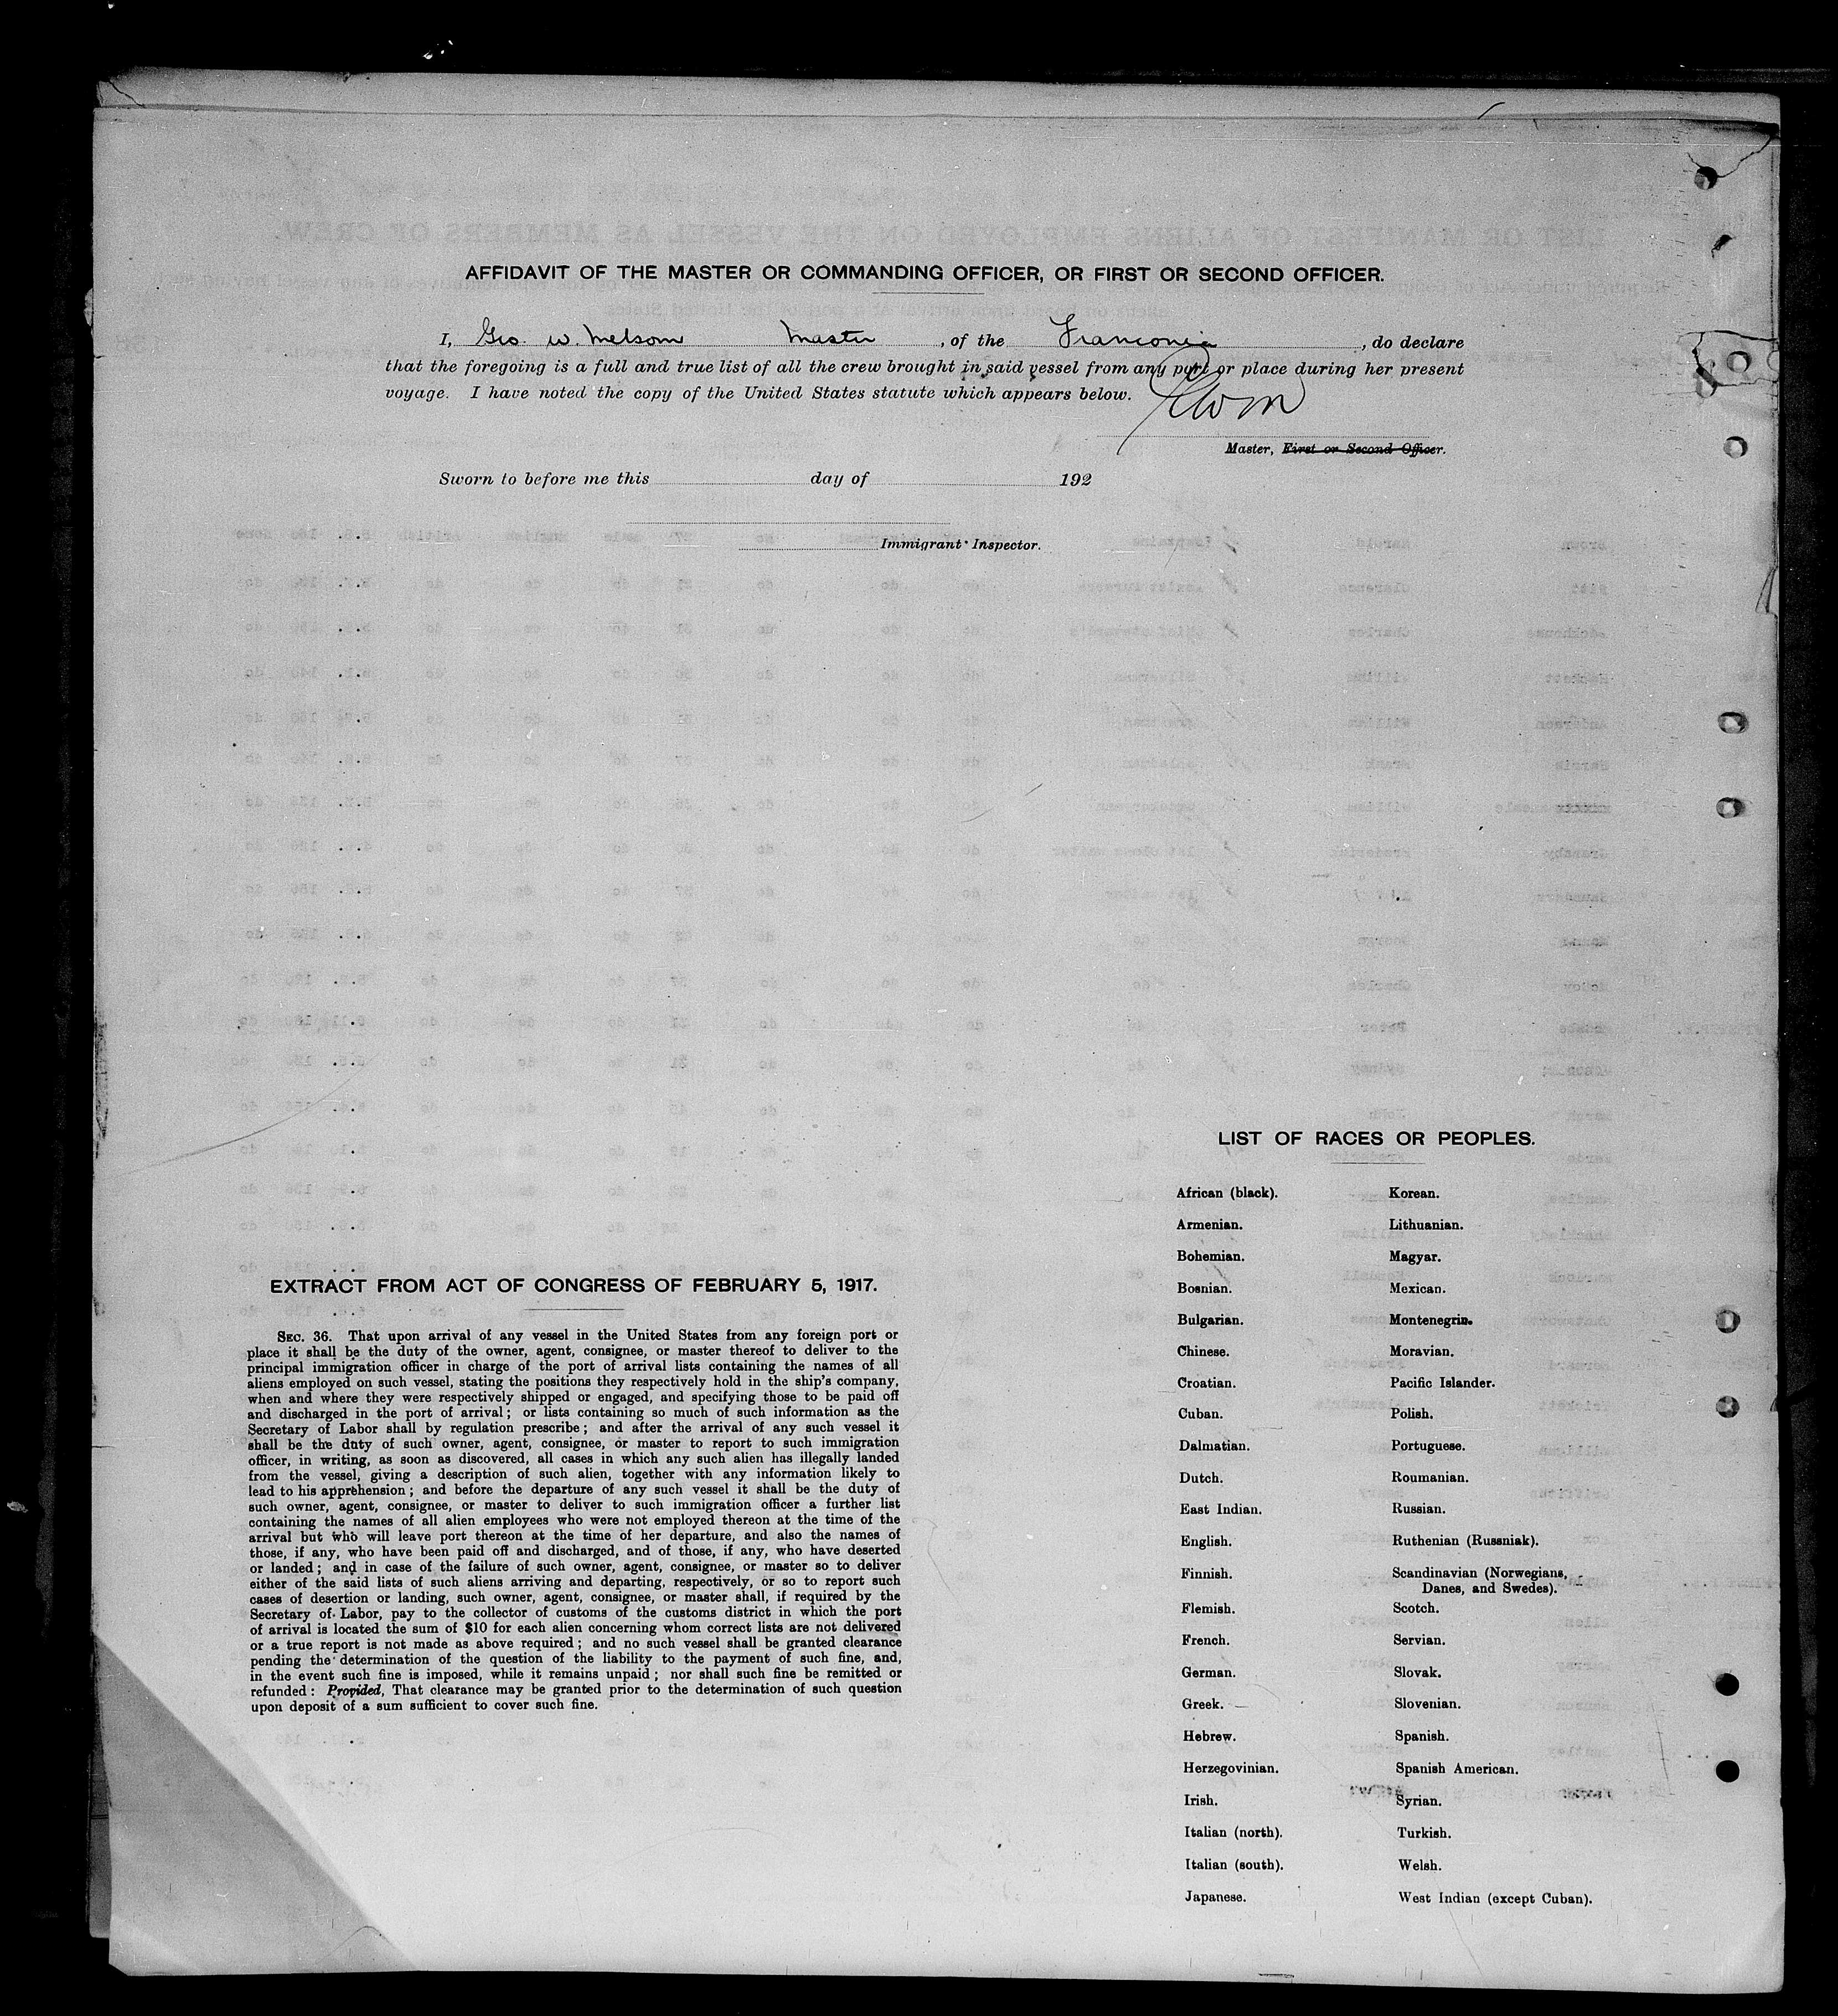 AFFIDAVIT OF THE MASTER OR COMMANDING OFFICER, OR FIRST OR SECOND OFFICER.
I, Geo. W. Melsom Master, of the Franconia, do declare
that the foregoing is a full and true list of all the crew brought in said vessel from any port or place during her present
voyage. I have noted the copy of the United States statute which appears below.
Master, First or Second Officer.
Sworn to before me this day of 192
Immigrant Inspector.
EXTRACT FROM ACT OF CONGRESS OF FEBRUARY 5, 1917.
SEC. 36. That upon arrival of any vessel in the United States from any foreign port or
place it shall be the duty of the owner, agent, consignee, or master thereof to deliver to the
principal immigration officer in charge of the port of arrival lists containing the names of all
aliens employed on such vessel, stating the positions they respectively hold in the ship's company,
when and where they were respectively shipped or engaged, and specifying those to be paid off
and discharged in the port of arrival; or lists containing so much of such information as the
Secretary of Labor shall by regulation prescribe; and after the arrival of any such vessel it
shall be the duty of such owner, agent, consignee, or master to report to such immigration
officer, in writing, as soon as discovered, all cases in which any such alien has illegally landed
from the vessel, giving a description of such alien, together with any information likely to
lead to his apprehension; and before the departure of any such vessel it shall be the duty of
such owner, agent, consignee, or master to deliver to such immigration officer a further list
containing the names of all alien employees who were not employed thereon at the time of the
arrival but who will leave port thereon at the time of her departure, and also the names of
those, if any, who have been paid off and discharged, and of those, if any, who have deserted
or landed; and in case of the failure of such owner, agent, consignee, or master so to deliver
either of the said lists of such aliens arriving and departing, respectively, or so to report such
cases of desertion or landing, such owner, agent, consignee, or master shall, if required by the
Secretary of Labor, pay to the collector of customs of the customs district in which the port
of arrival is located the sum of $10 for each alien concerning whom correct lists are not delivered
or a true report is not made as above required; and no such vessel shall be granted clearance
pending the determination of the question of the liability to the payment of such fine, and,
in the event such fine is imposed, while it remains unpaid; nor shall such fine be remitted or
refunded: Provided, That clearance may be granted prior to the determination of such question
upon deposit of a sum sufficient to cover such fine.
LIST OF RACES OR PEOPLES.
African (black).
Armenian.
Bohemian.
Bosnian.
Bulgarian.
Chinese.
Croatian.
Cuban.
Dalmatian.
Dutch.
East Indian.
English.
Finnish.
Flemish.
French.
German.
Greek.
Hebrew.
Herzegovinian.
Irish.
Italian (north).
Italian (south).
Japanese.
Korean.
Lithuanian.
Magyar.
Mexican.
Montenegrin.
Moravian.
Pacific Islander.
Polish.
Portuguese.
Roumanian.
Russian.
Ruthenian (Russniak).
Scandinavian (Norwegians,
Danes, and Swedes).
Scotch.
Servian.
Slovak.
Slovenian.
Spanish.
Spanish American.
Syrian.
Turkish.
Welsh.
West Indian (except Cuban).